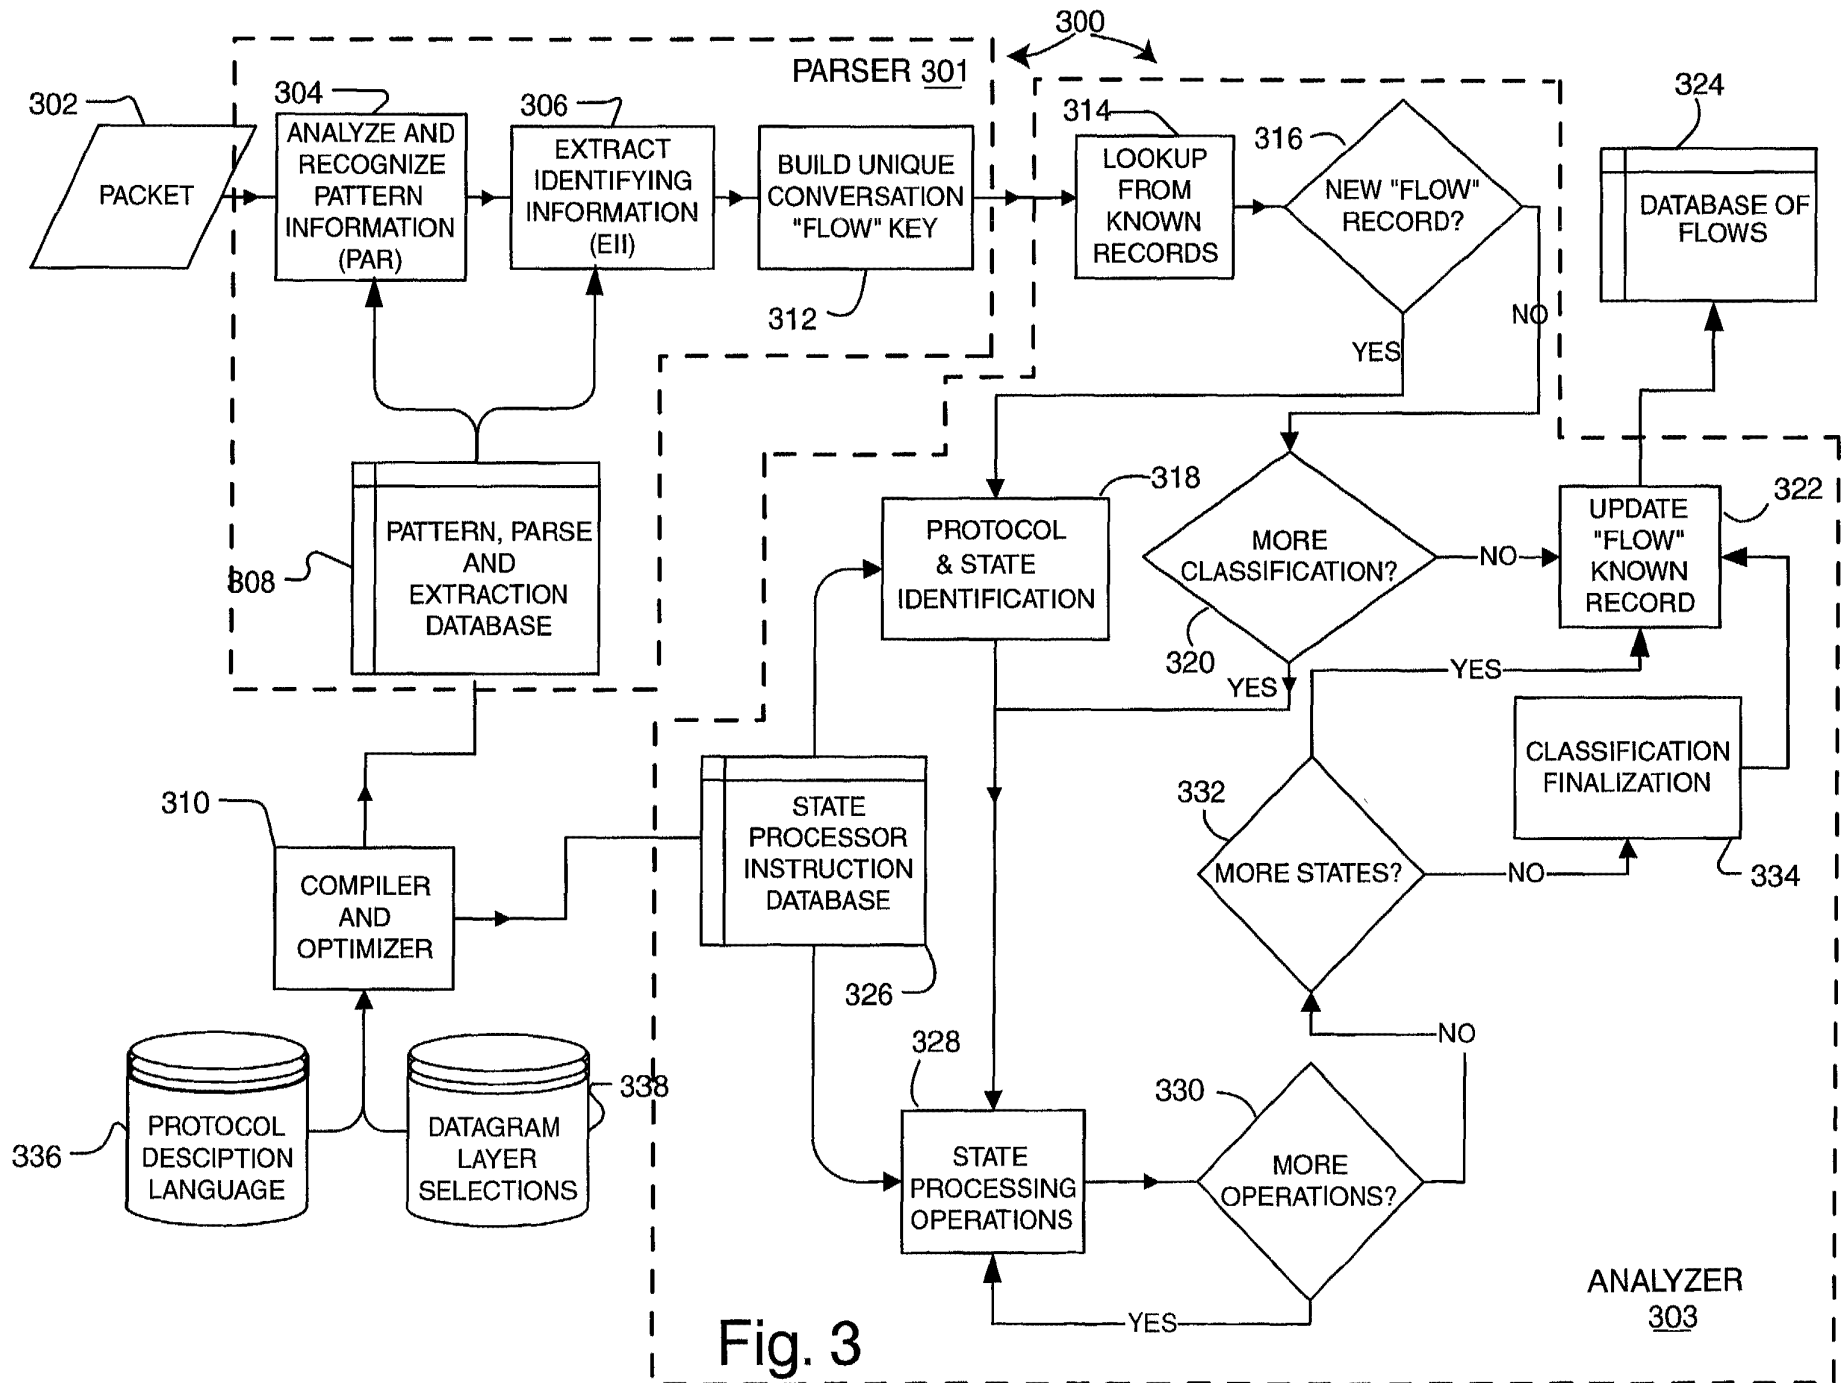 300
PARSER 301
302
PACKET
304
ANALYZE AND
RECOGNIZE
PATTERN
INFORMATION
(PAR)
306
EXTRACT
IDENTIFYING
INFORMATION
(EII)
BUILD UNIQUE
CONVERSATION
"FLOW" KEY
312
314
LOOKUP
FROM
KNOWN
RECORDS
316
NEW "FLOW"
RECORD?
NO
YES
324
DATABASE OF
FLOWS
308
PATTERN, PARSE
AND
EXTRACTION
DATABASE
318
PROTOCOL
& STATE
IDENTIFICATION
MORE
CLASSIFICATION?
320
NO
YES
322
UPDATE
"FLOW"
KNOWN
RECORD
YES
CLASSIFICATION
FINALIZATION
334
332
MORE STATES?
NO
310
COMPILER
AND
OPTIMIZER
STATE
PROCESSOR
INSTRUCTION
DATABASE
326
336
PROTOCOL
DESCIPTION
LANGUAGE
338
DATAGRAM
LAYER
SELECTIONS
328
STATE
PROCESSING
OPERATIONS
330
MORE
OPERATIONS?
NO
YES
ANALYZER
303
Fig. 3